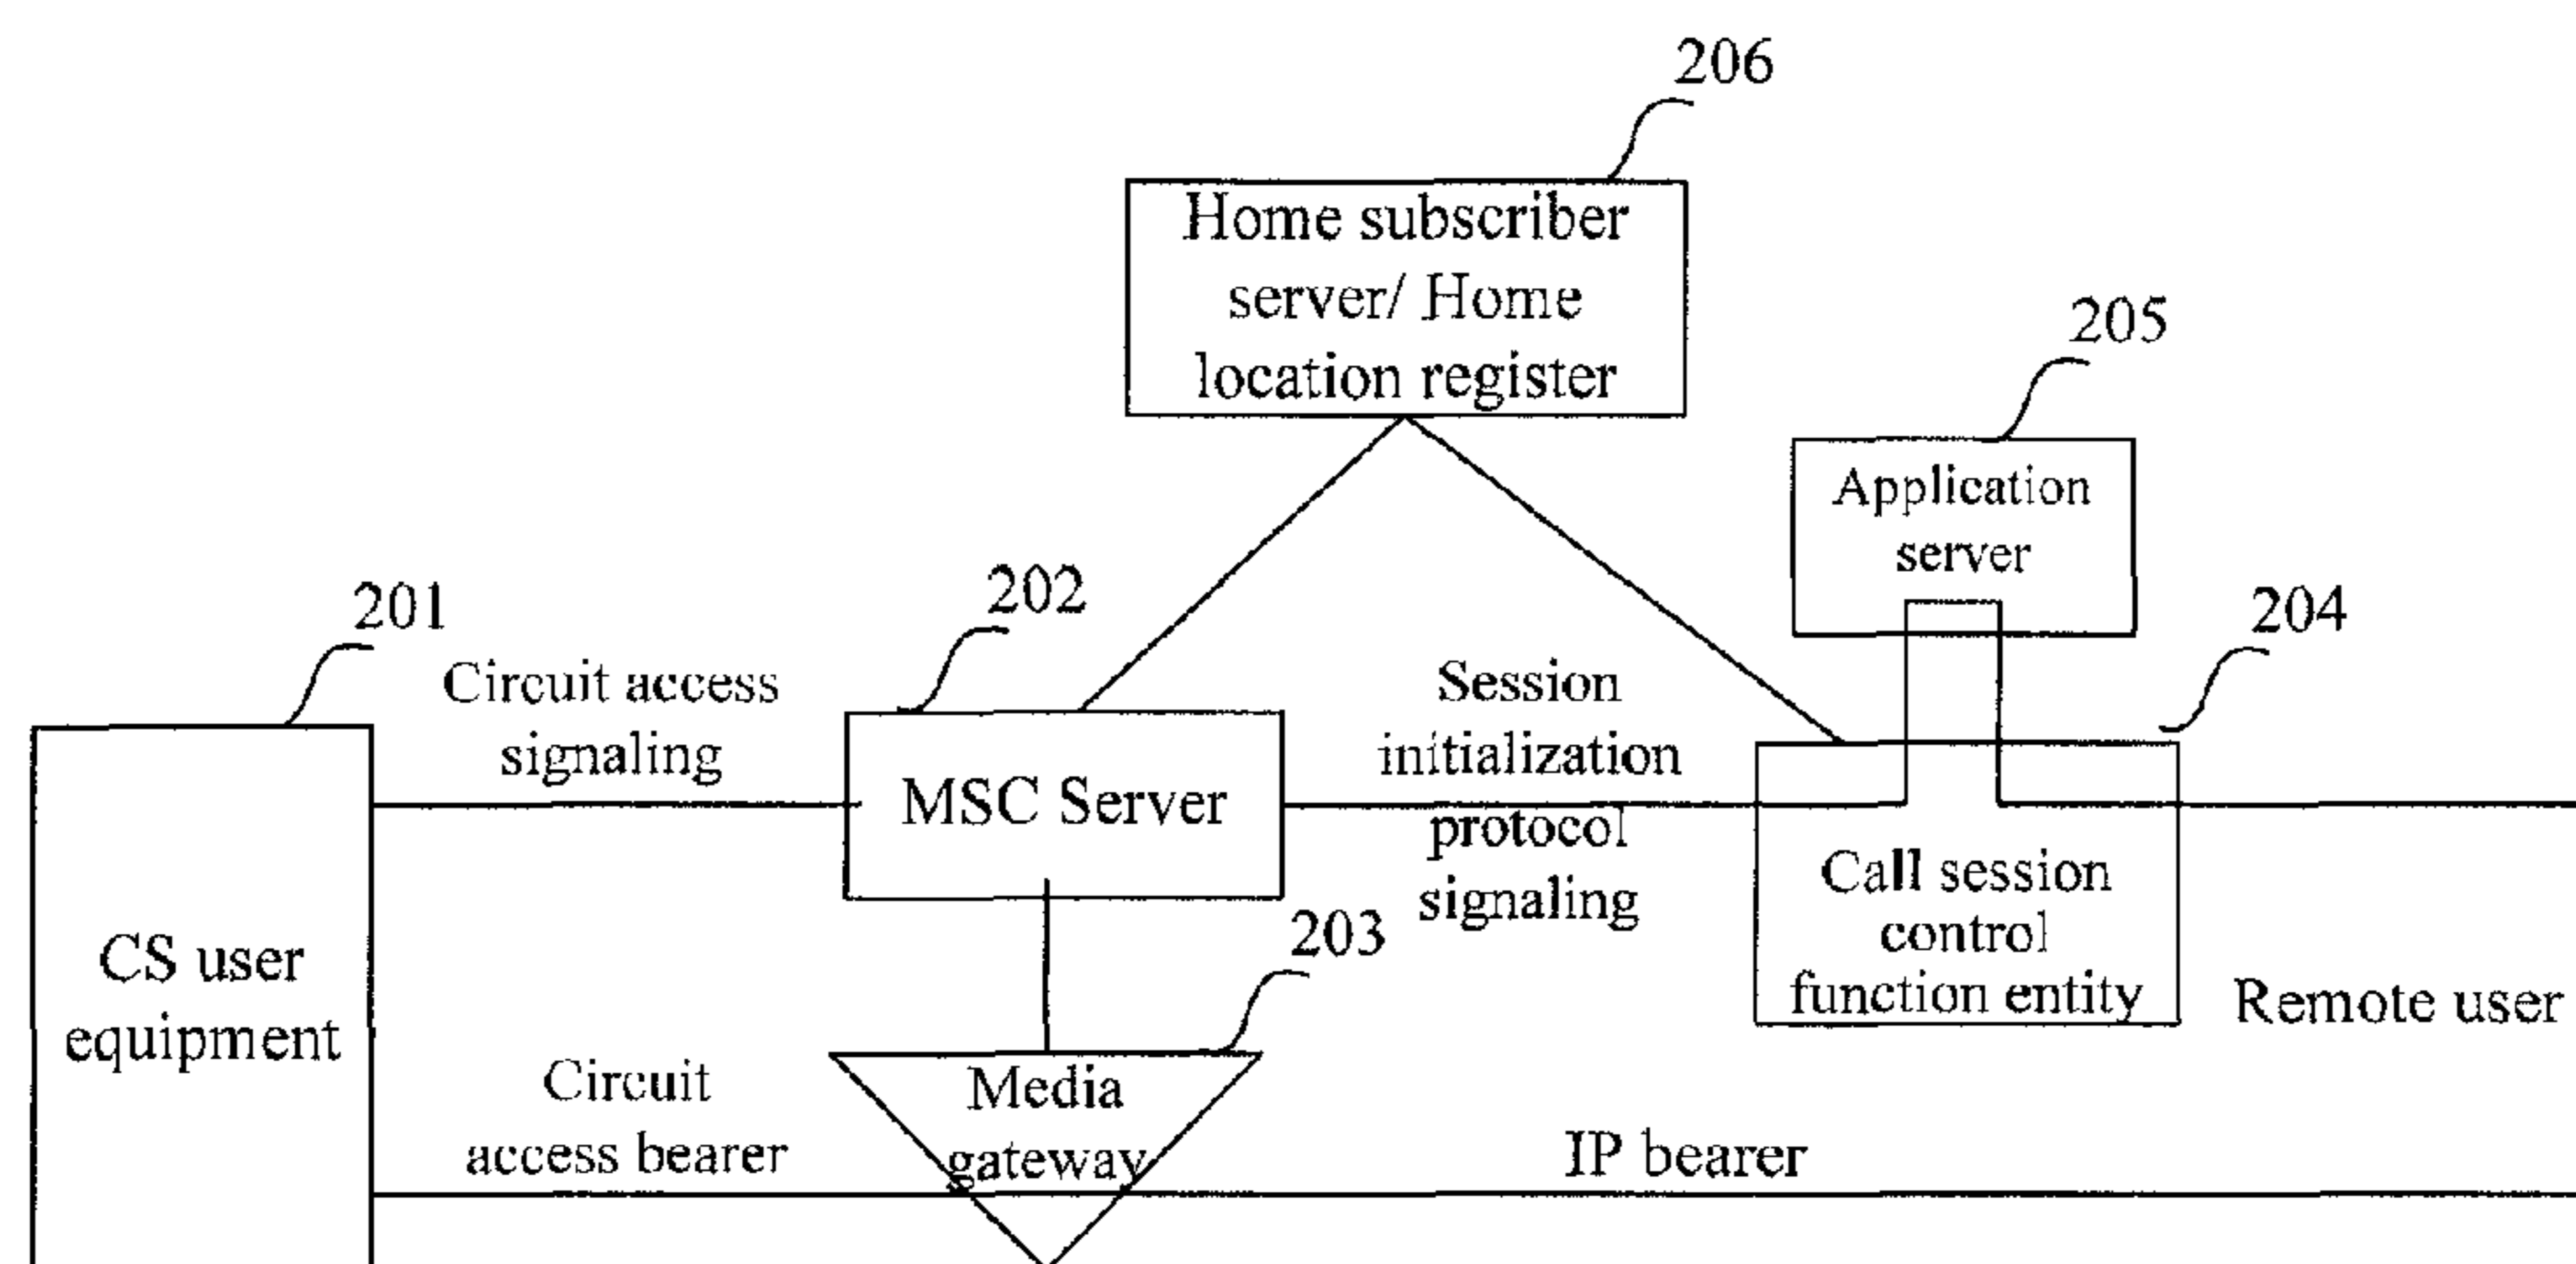 206
Home subscriber
server/ Home
location register
205
Application
server
204
201
202
Circuit access
signaling
Session
initialization
protocol
signaling
MSC Server
Call session
control
function entity
203
CS user
equipment
Remote user
Media
gateway
Circuit
access bearer
IP bearer